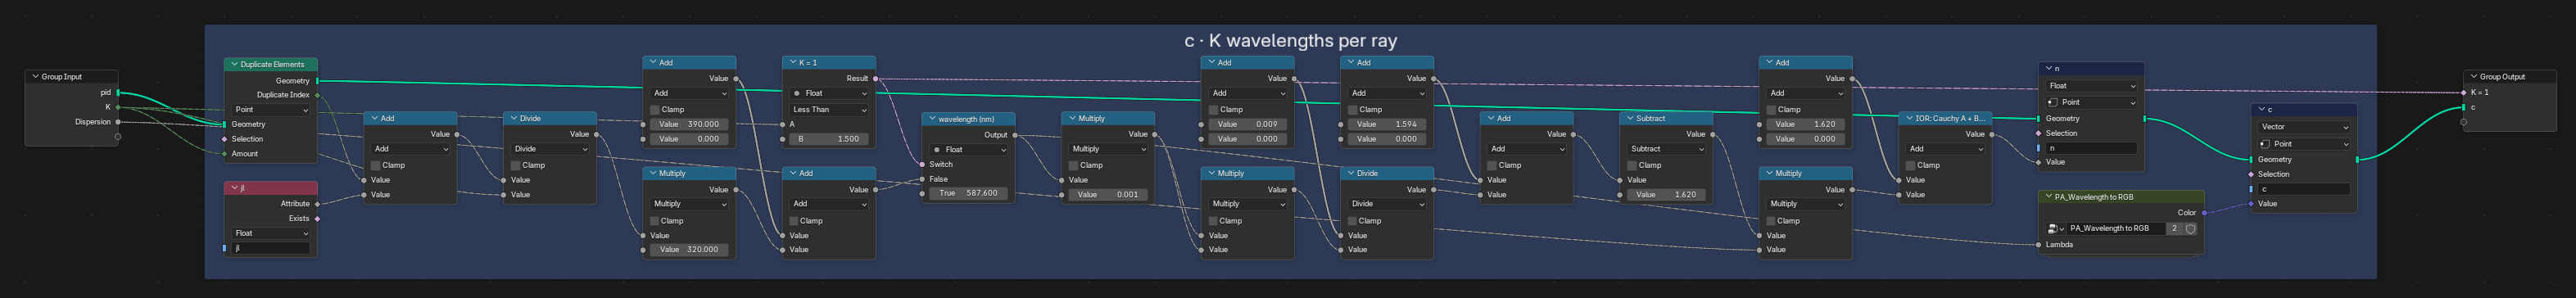 c · K wavelengths per ray
Group Input
pid
K
Dispersion
Duplicate Elements
Geometry
Duplicate Index
Point
Geometry
Selection
Amount
jl
Attribute
Exists
Float
jl
Add
Value
Add
Clamp
Value
Value
Divide
Value
Divide
Clamp
Value
Value
Add
Value
Add
Clamp
Value 390.000
Value 0.000
Multiply
Value
Multiply
Clamp
Value
Value 320.000
K = 1
Result
Float
Less Than
A
B 1.500
Add
Value
Add
Clamp
Value
Value
wavelength (nm)
Output
Float
Switch
False
True 587.600
Multiply
Value
Multiply
Clamp
Value
Value 0.001
Add
Value
Add
Clamp
Value 0.009
Value 0.000
Multiply
Value
Multiply
Clamp
Value
Value
Add
Value
Add
Clamp
Value 1.594
Value 0.000
Divide
Value
Divide
Clamp
Value
Value
Add
Value
Add
Clamp
Value
Value
Subtract
Value
Subtract
Clamp
Value
Value 1.620
Add
Value
Add
Clamp
Value 1.620
Value 0.000
Multiply
Value
Multiply
Clamp
Value
Value
IOR: Cauchy A + B...
Value
Add
Clamp
Value
Value
n
Float
Point
Geometry
Selection
n
Value
PA_Wavelength to RGB
Color
PA_Wavelength to RGB 2
Lambda
c
Vector
Point
Geometry
Selection
c
Value
Group Output
K = 1
c